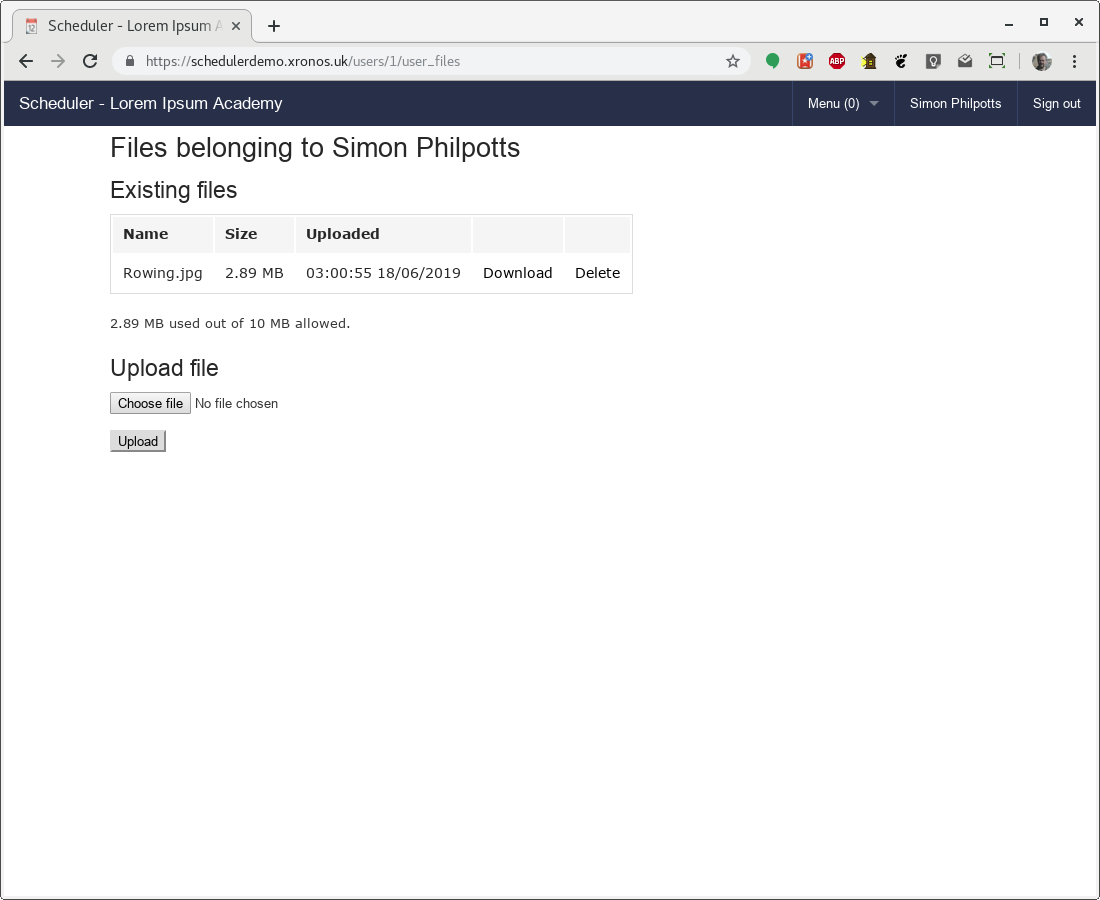 Scheduler - Lorem Ipsum A
https://schedulerdemo.xronos.uk/users/1/user_files
ABP
Scheduler - Lorem Ipsum Academy Menu (0) Simon Philpotts Sign out
Files belonging to Simon Philpotts
Existing files
Name Size Uploaded
Rowing.jpg 2.89 MB 03:00:55 18/06/2019 Download Delete
2.89 MB used out of 10 MB allowed.
Upload file
Choose file No file chosen
Upload